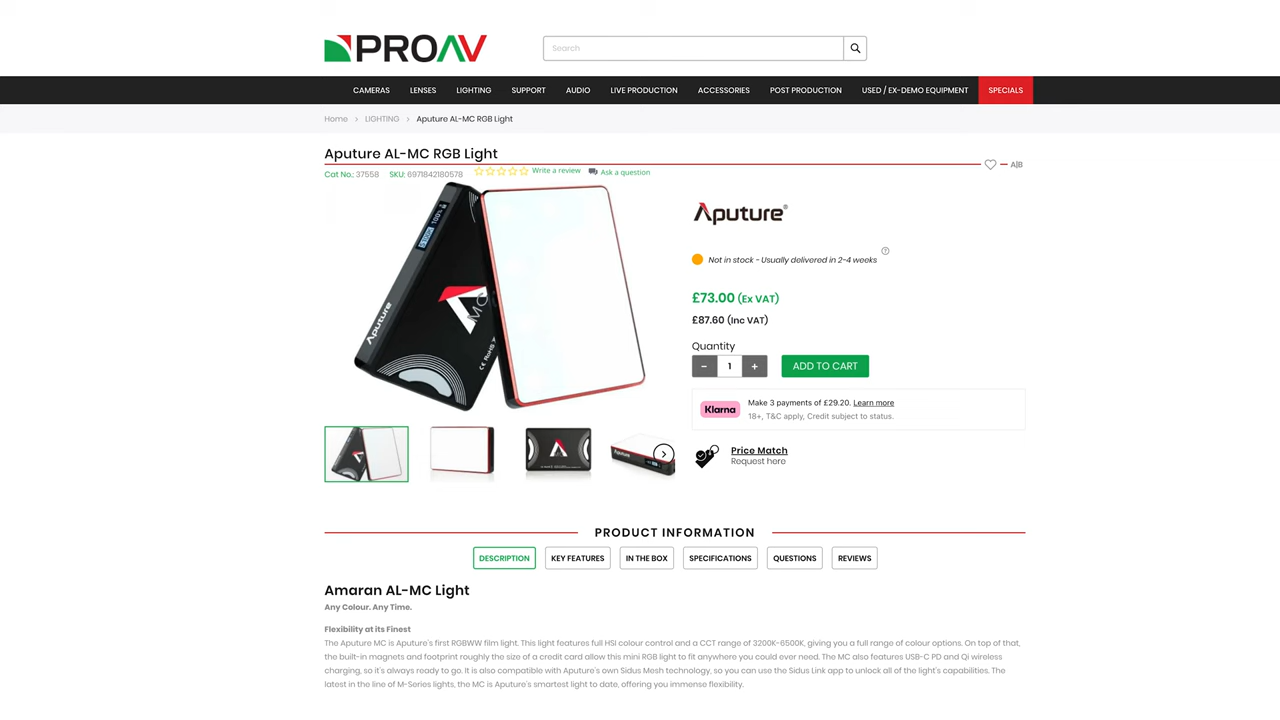 PROAV
Search
CAMERAS LENSES LIGHTING SUPPORT AUDIO LIVE PRODUCTION ACCESSORIES POST PRODUCTION USED / EX-DEMO EQUIPMENT SPECIALS
Home > LIGHTING > Aputure AL-MC RGB Light
Aputure AL-MC RGB Light
A|B
Cat No.: 37558 SKU: 6971842180578 Write a review Ask a question
Aputure
MC
100%
Aputure®
Not in stock - Usually delivered in 2-4 weeks
£73.00 (Ex VAT)
£87.60 (Inc VAT)
Quantity
- 1 + ADD TO CART
Klarna
Make 3 payments of £29.20. Learn more
18+, T&C apply, Credit subject to status.
Price Match
Request here
Aputure
PRODUCT INFORMATION
DESCRIPTION KEY FEATURES IN THE BOX SPECIFICATIONS QUESTIONS REVIEWS
Amaran AL-MC Light
Any Colour. Any Time.
Flexibility at its Finest
The Aputure MC is Aputure's first RGBWW film light. This light features full HSI colour control and a CCT range of 3200K-6500K, giving you a full range of colour options. On top of that,
the built-in magnets and footprint roughly the size of a credit card allow this mini RGB light to fit anywhere you could ever need. The MC also features USB-C PD and Qi wireless
charging, so it's always ready to go. It is also compatible with Aputure's own Sidus Mesh technology, so you can use the Sidus Link app to unlock all of the light's capabilities. The
latest in the line of M-Series lights, the MC is Aputure's smartest light to date, offering you immense flexibility.